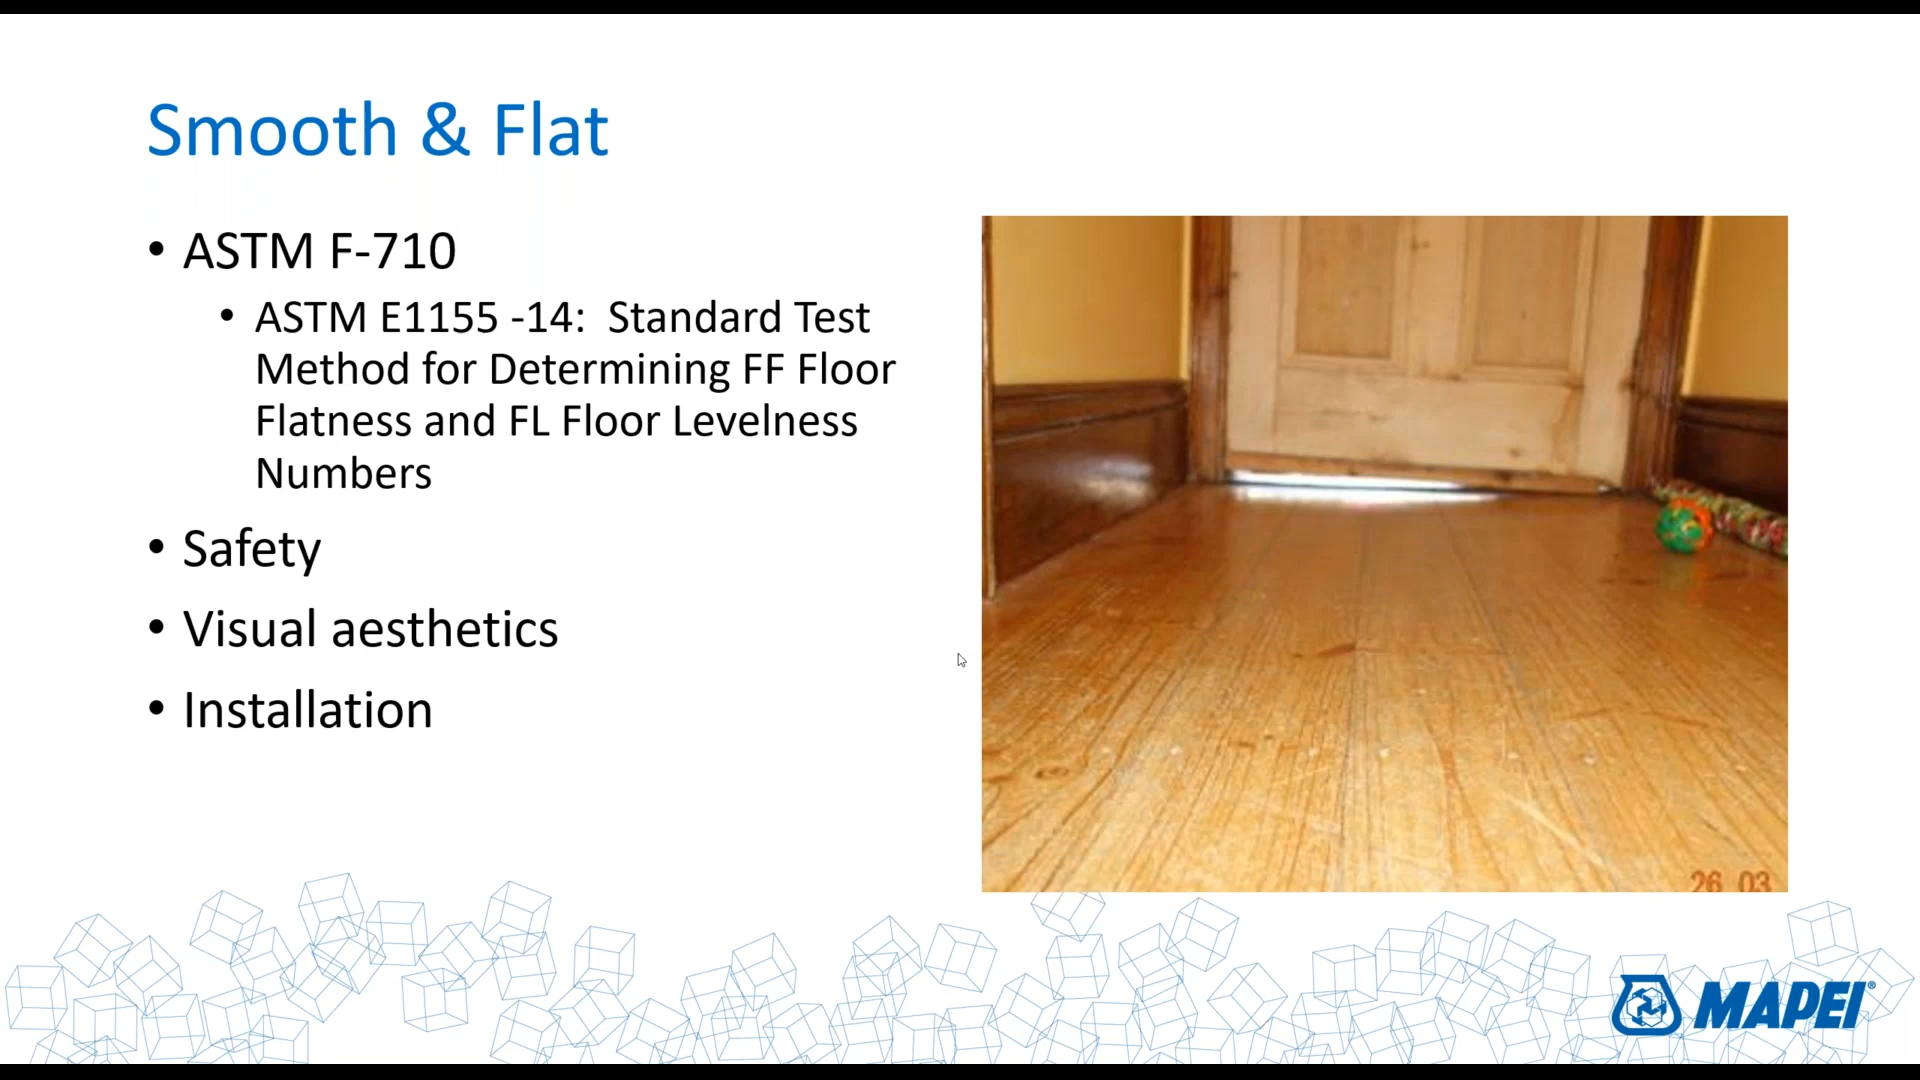 Smooth & Flat
• ASTM F-710
• ASTM E1155 -14:  Standard Test
Method for Determining FF Floor
Flatness and FL Floor Levelness
Numbers
• Safety
• Visual aesthetics
• Installation
26 03
MAPEI®